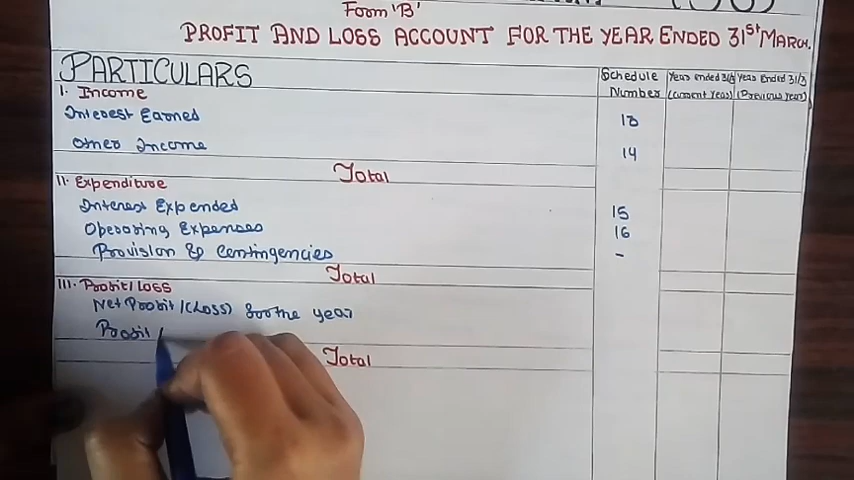 Form 'B'
PROFIT AND LOSS ACCOUNT FOR THE YEAR ENDED 31st MARCH.
PARTICULARS
Schedule Number
Year ended 31/3 (Current Year)
Year Ended 31/3 (Previous Year)
I. Income
Interest Earned 13
Other Income 14
Total
II. Expenditure
Interest Expended 15
Operating Expenses 16
Provision & Contingencies -
Total
III. Profit/Loss
Net Profit/(Loss) for the year
Profit /
Total